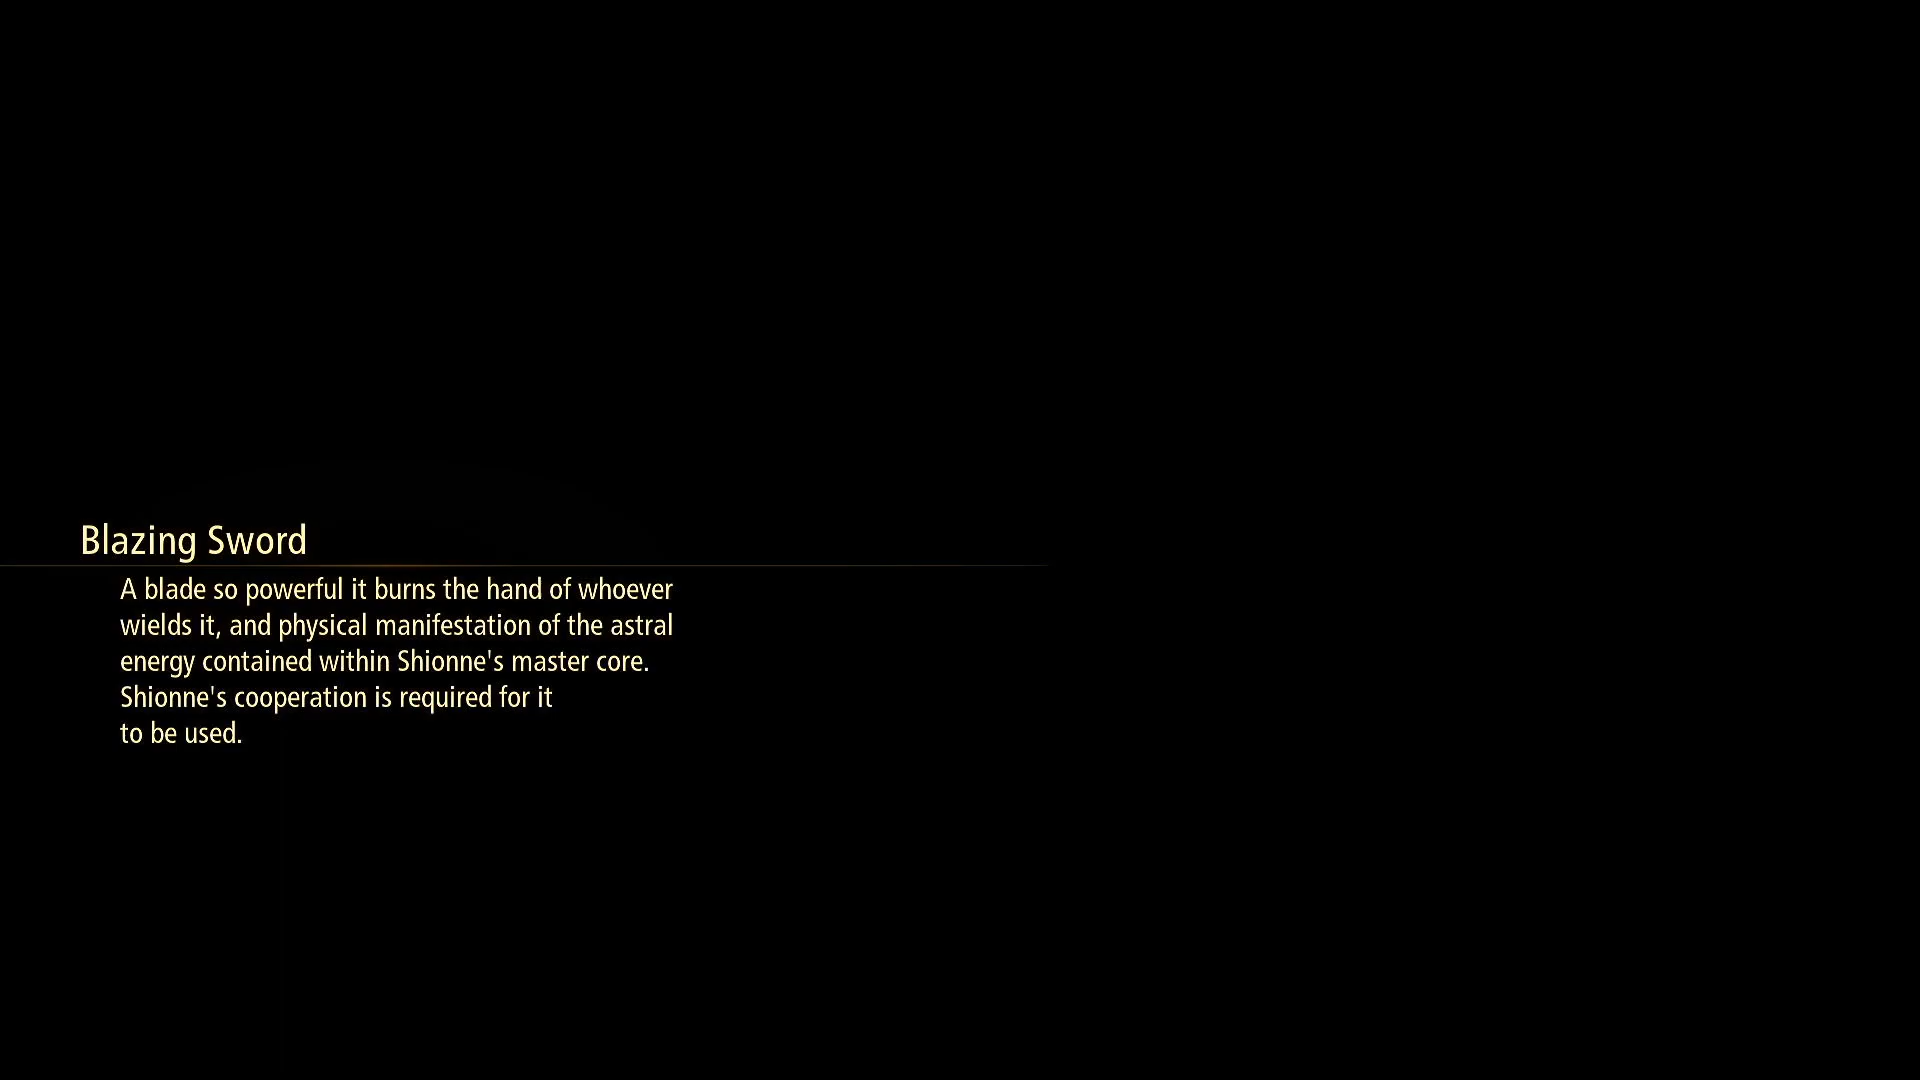 Blazing Sword
A blade so powerful it burns the hand of whoever
wields it, and physical manifestation of the astral
energy contained within Shionne's master core.
Shionne's cooperation is required for it
to be used.